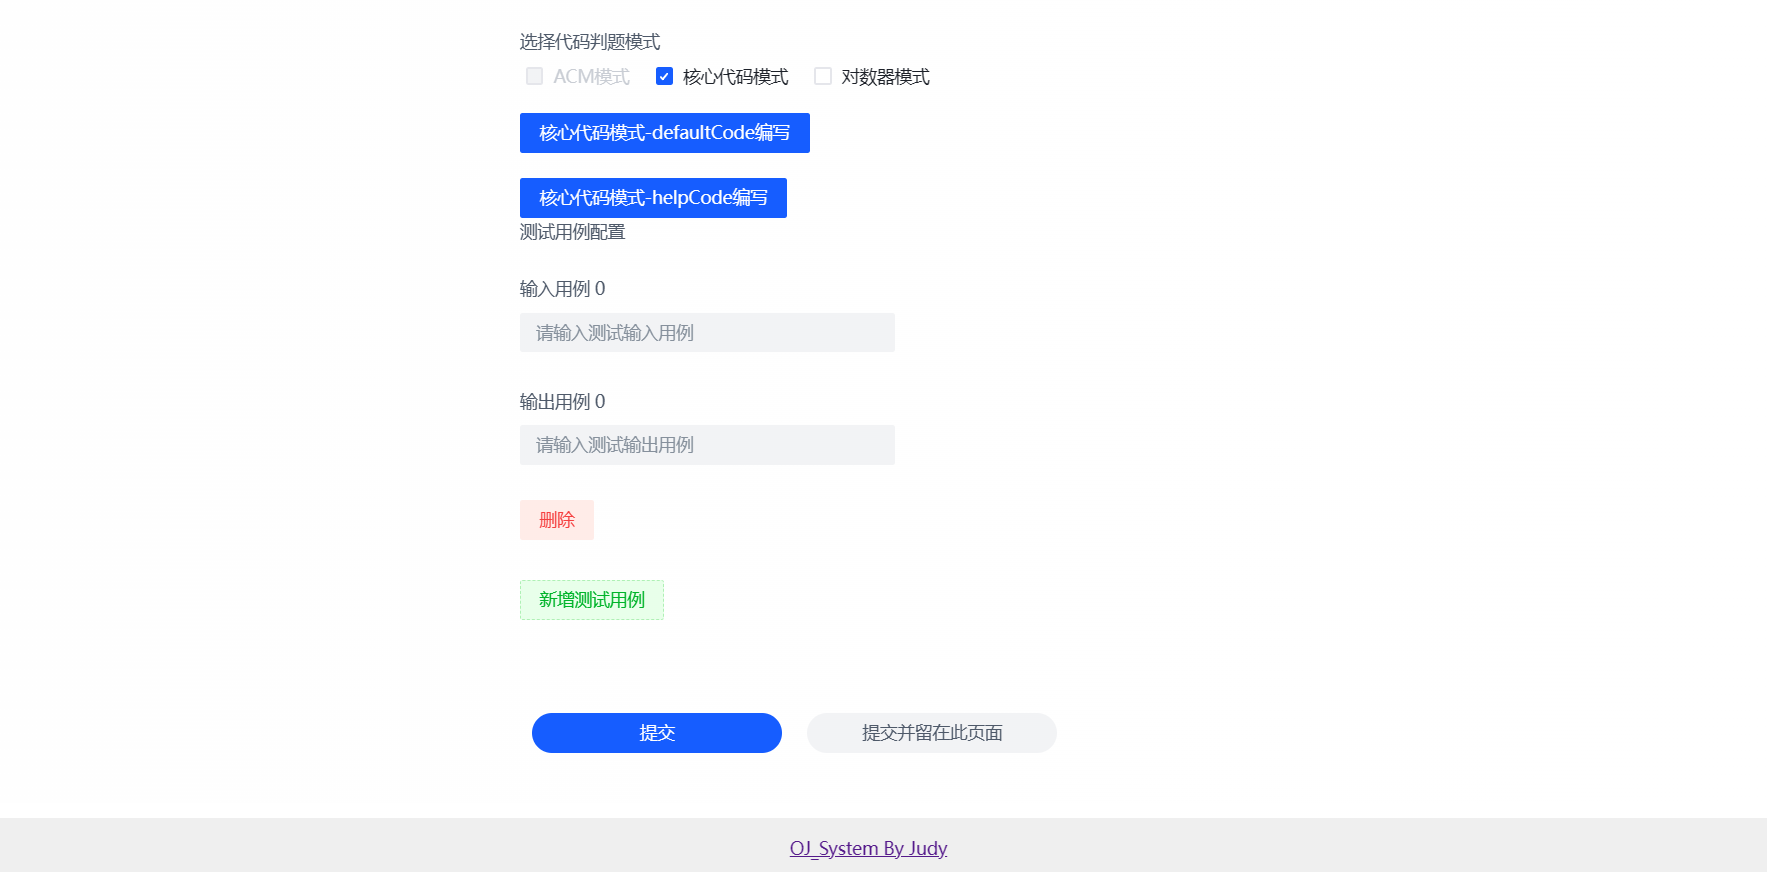 选择代码判题模式
ACM模式 核心代码模式 对数器模式
核心代码模式-defaultCode编写
核心代码模式-helpCode编写
测试用例配置
输入用例 0
请输入测试输入用例
输出用例 0
请输入测试输出用例
删除
新增测试用例
提交 提交并留在此页面
OJ_System By Judy